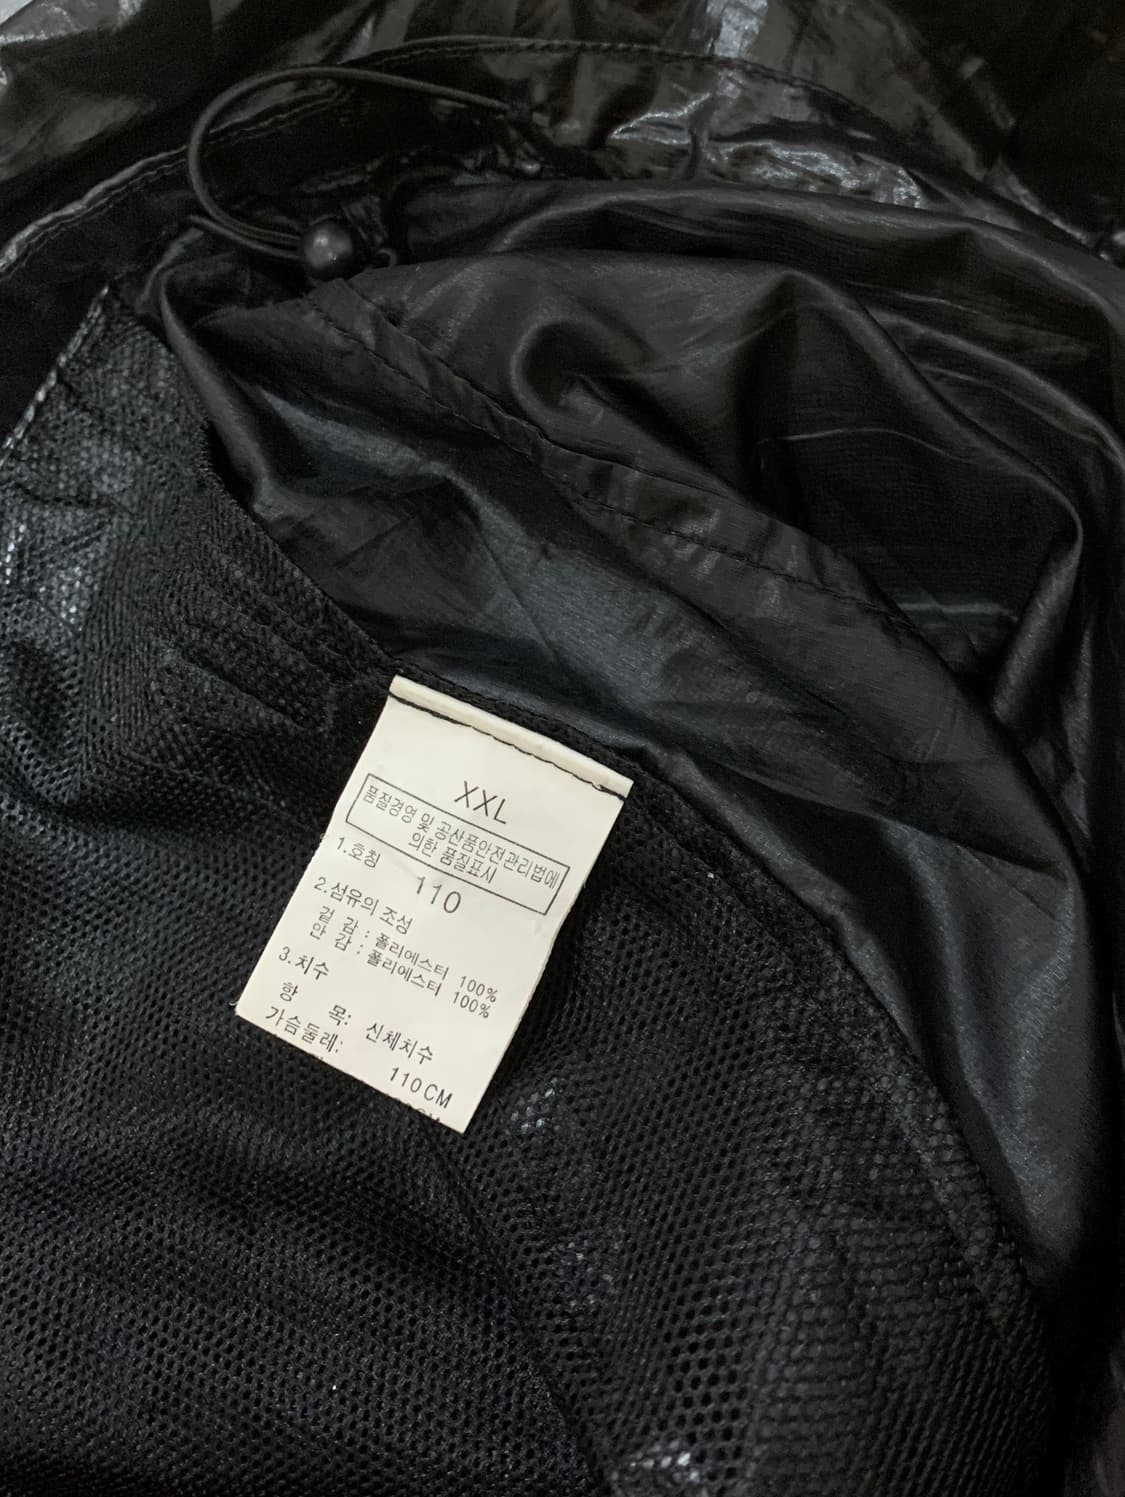 XXL
품질경영 및 공산품안전관리법에
의한 품질표시
1.호칭 110
2.섬유의 조성
겉 감 : 폴리에스터 100%
안 감 : 폴리에스터 100%
3.치수
항 목: 신체치수
가슴둘레: 110CM